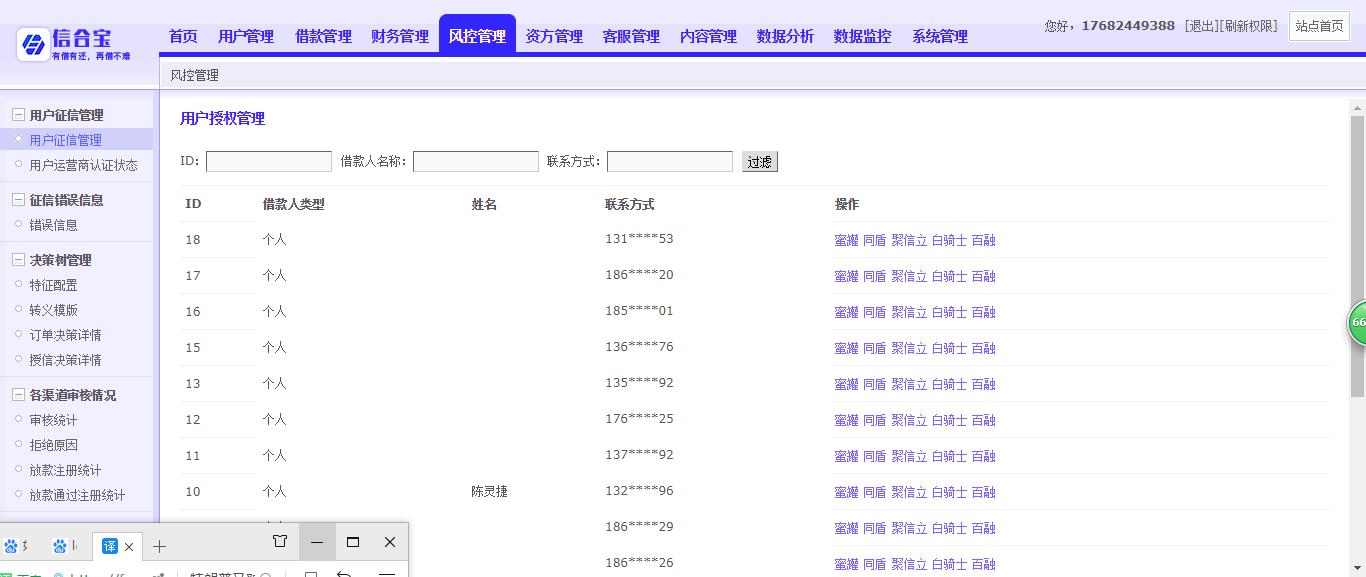 信合宝
有借有还，再借不难
首页 用户管理 借款管理 财务管理 风控管理 资方管理 客服管理 内容管理 数据分析 数据监控 系统管理
您好，17682449388 [退出][刷新权限] 站点首页
风控管理
用户征信管理
用户征信管理
用户运营商认证状态
征信错误信息
错误信息
决策树管理
特征配置
转义模版
订单决策详情
授信决策详情
各渠道审核情况
审核统计
拒绝原因
放款注册统计
放款通过注册统计
用户授权管理
ID： 借款人名称： 联系方式： 过滤
ID 借款人类型 姓名 联系方式 操作
18 个人 131****53 蜜罐 同盾 聚信立 白骑士 百融
17 个人 186****20 蜜罐 同盾 聚信立 白骑士 百融
16 个人 185****01 蜜罐 同盾 聚信立 白骑士 百融
15 个人 136****76 蜜罐 同盾 聚信立 白骑士 百融
13 个人 135****92 蜜罐 同盾 聚信立 白骑士 百融
12 个人 176****25 蜜罐 同盾 聚信立 白骑士 百融
11 个人 137****92 蜜罐 同盾 聚信立 白骑士 百融
10 个人 陈灵捷 132****96 蜜罐 同盾 聚信立 白骑士 百融
186****29 蜜罐 同盾 聚信立 白骑士 百融
186****26 蜜罐 同盾 聚信立 白骑士 百融
66
译